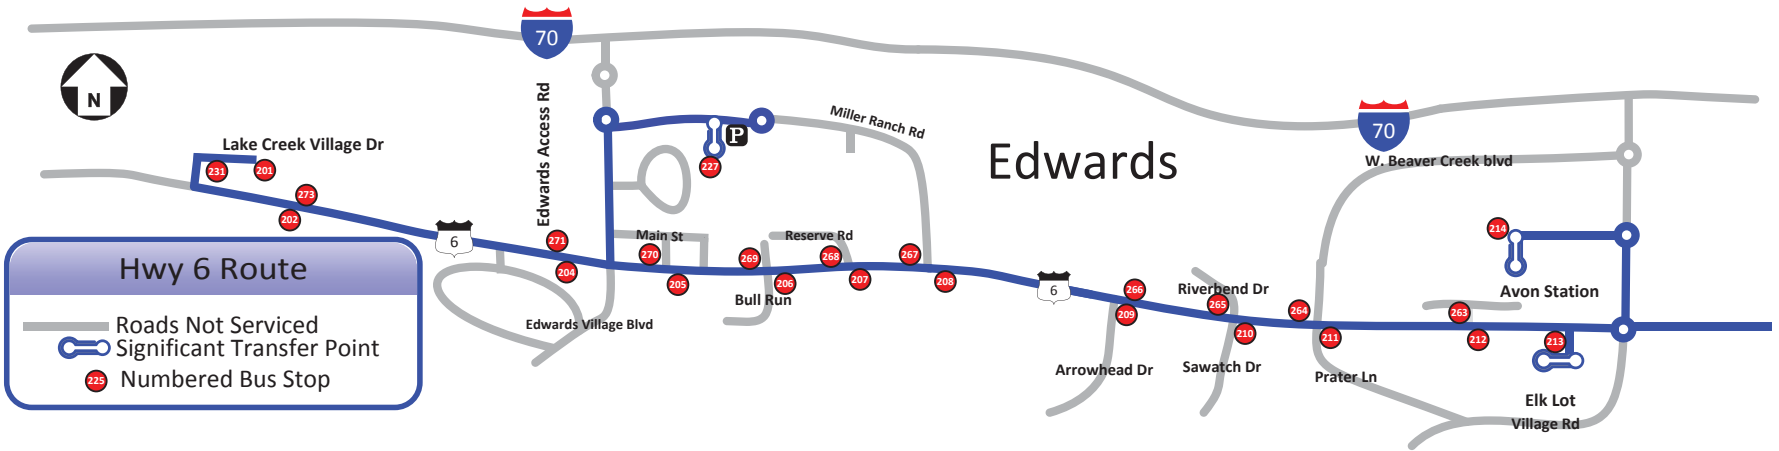 70
N
Edwards Access Rd
Miller Ranch Rd
P
70
Lake Creek Village Dr
Edwards
W. Beaver Creek blvd
231
201
227
273
202
214
6
271
204
Main St
270
205
269
Reserve Rd
268
206
Bull Run
207
267
208
Edwards Village Blvd
6
266
209
Arrowhead Dr
Riverbend Dr
265
210
Sawatch Dr
264
211
Prater Ln
Avon Station
263
212
213
Elk Lot
Village Rd
Hwy 6 Route
Roads Not Serviced
Significant Transfer Point
225
Numbered Bus Stop